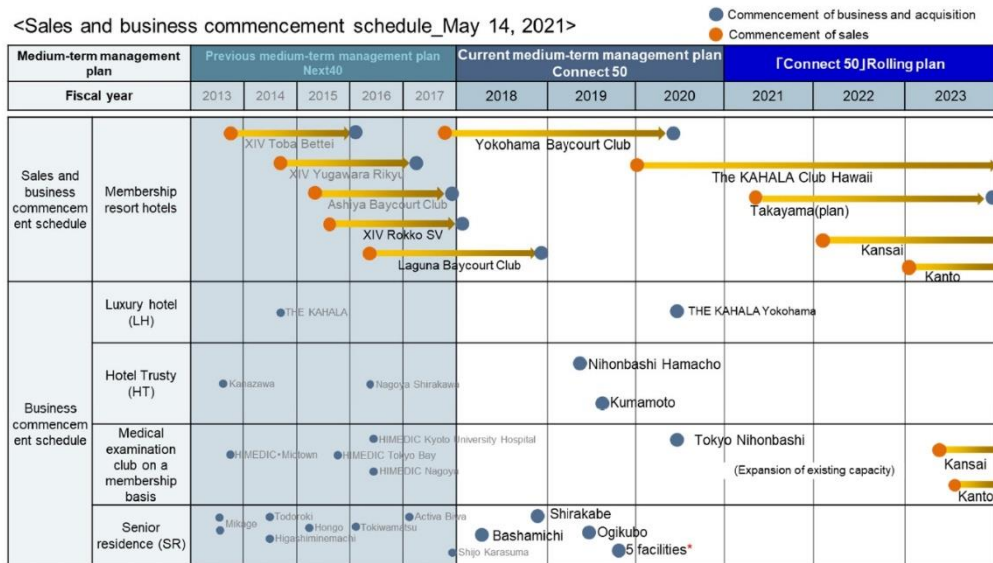 <Sales and business commencement schedule_May 14, 2021>
Commencement of business and acquisition
Commencement of sales
Medium-term management
plan
Previous medium-term management plan
Next40
Current medium-term management plan
Connect 50
「Connect 50」Rolling plan
Fiscal year
2013
2014
2015
2016
2017
2018
2019
2020
2021
2022
2023
Sales and
business
commencem
ent schedule
Membership
resort hotels
XIV Toba Bettei
Yokohama Baycourt Club
XIV Yugawara Rikyu
The KAHALA Club Hawaii
Ashiya Baycourt Club
Takayama(plan)
XIV Rokko SV
Kansai
Laguna Baycourt Club
Kanto
Business
commencem
ent schedule
Luxury hotel
(LH)
THE KAHALA
THE KAHALA Yokohama
Hotel Trusty
(HT)
Kanazawa
Nagoya Shirakawa
Nihonbashi Hamacho
Kumamoto
Medical
examination
club on a
membership
basis
HIMEDIC Kyoto University Hospital
HIMEDIC・Midtown
HIMEDIC Tokyo Bay
HIMEDIC Nagoya
Tokyo Nihonbashi
(Expansion of existing capacity)
Kansai
Kanto
Senior
residence (SR)
Mikage
Todoroki
Higashiminemachi
Hongo
Tokiwamatsu
Activa Biwa
Shijo Karasuma
Shirakabe
Bashamichi
Ogikubo
5 facilities*